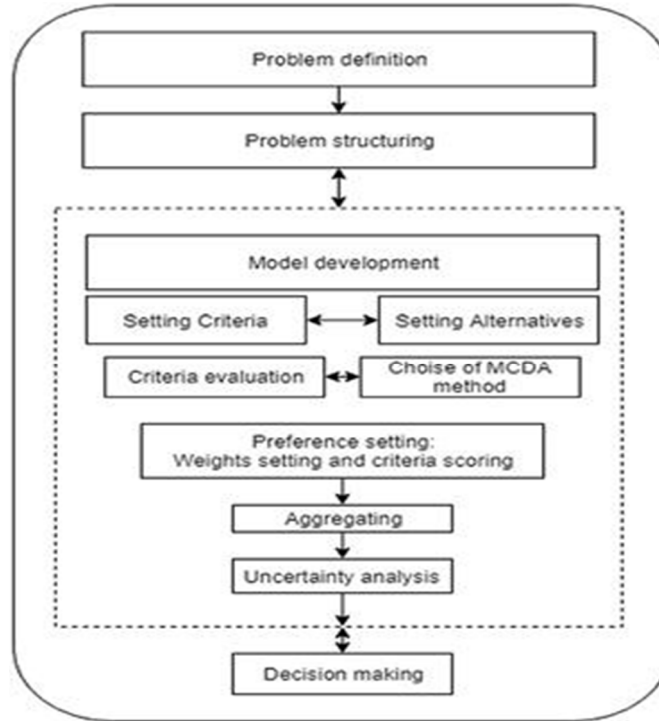 Problem definition
Problem structuring
Model development
Setting Criteria
Setting Alternatives
Criteria evaluation
Choise of MCDA
method
Preference setting:
Weights setting and criteria scoring
Aggregating
Uncertainty analysis
Decision making